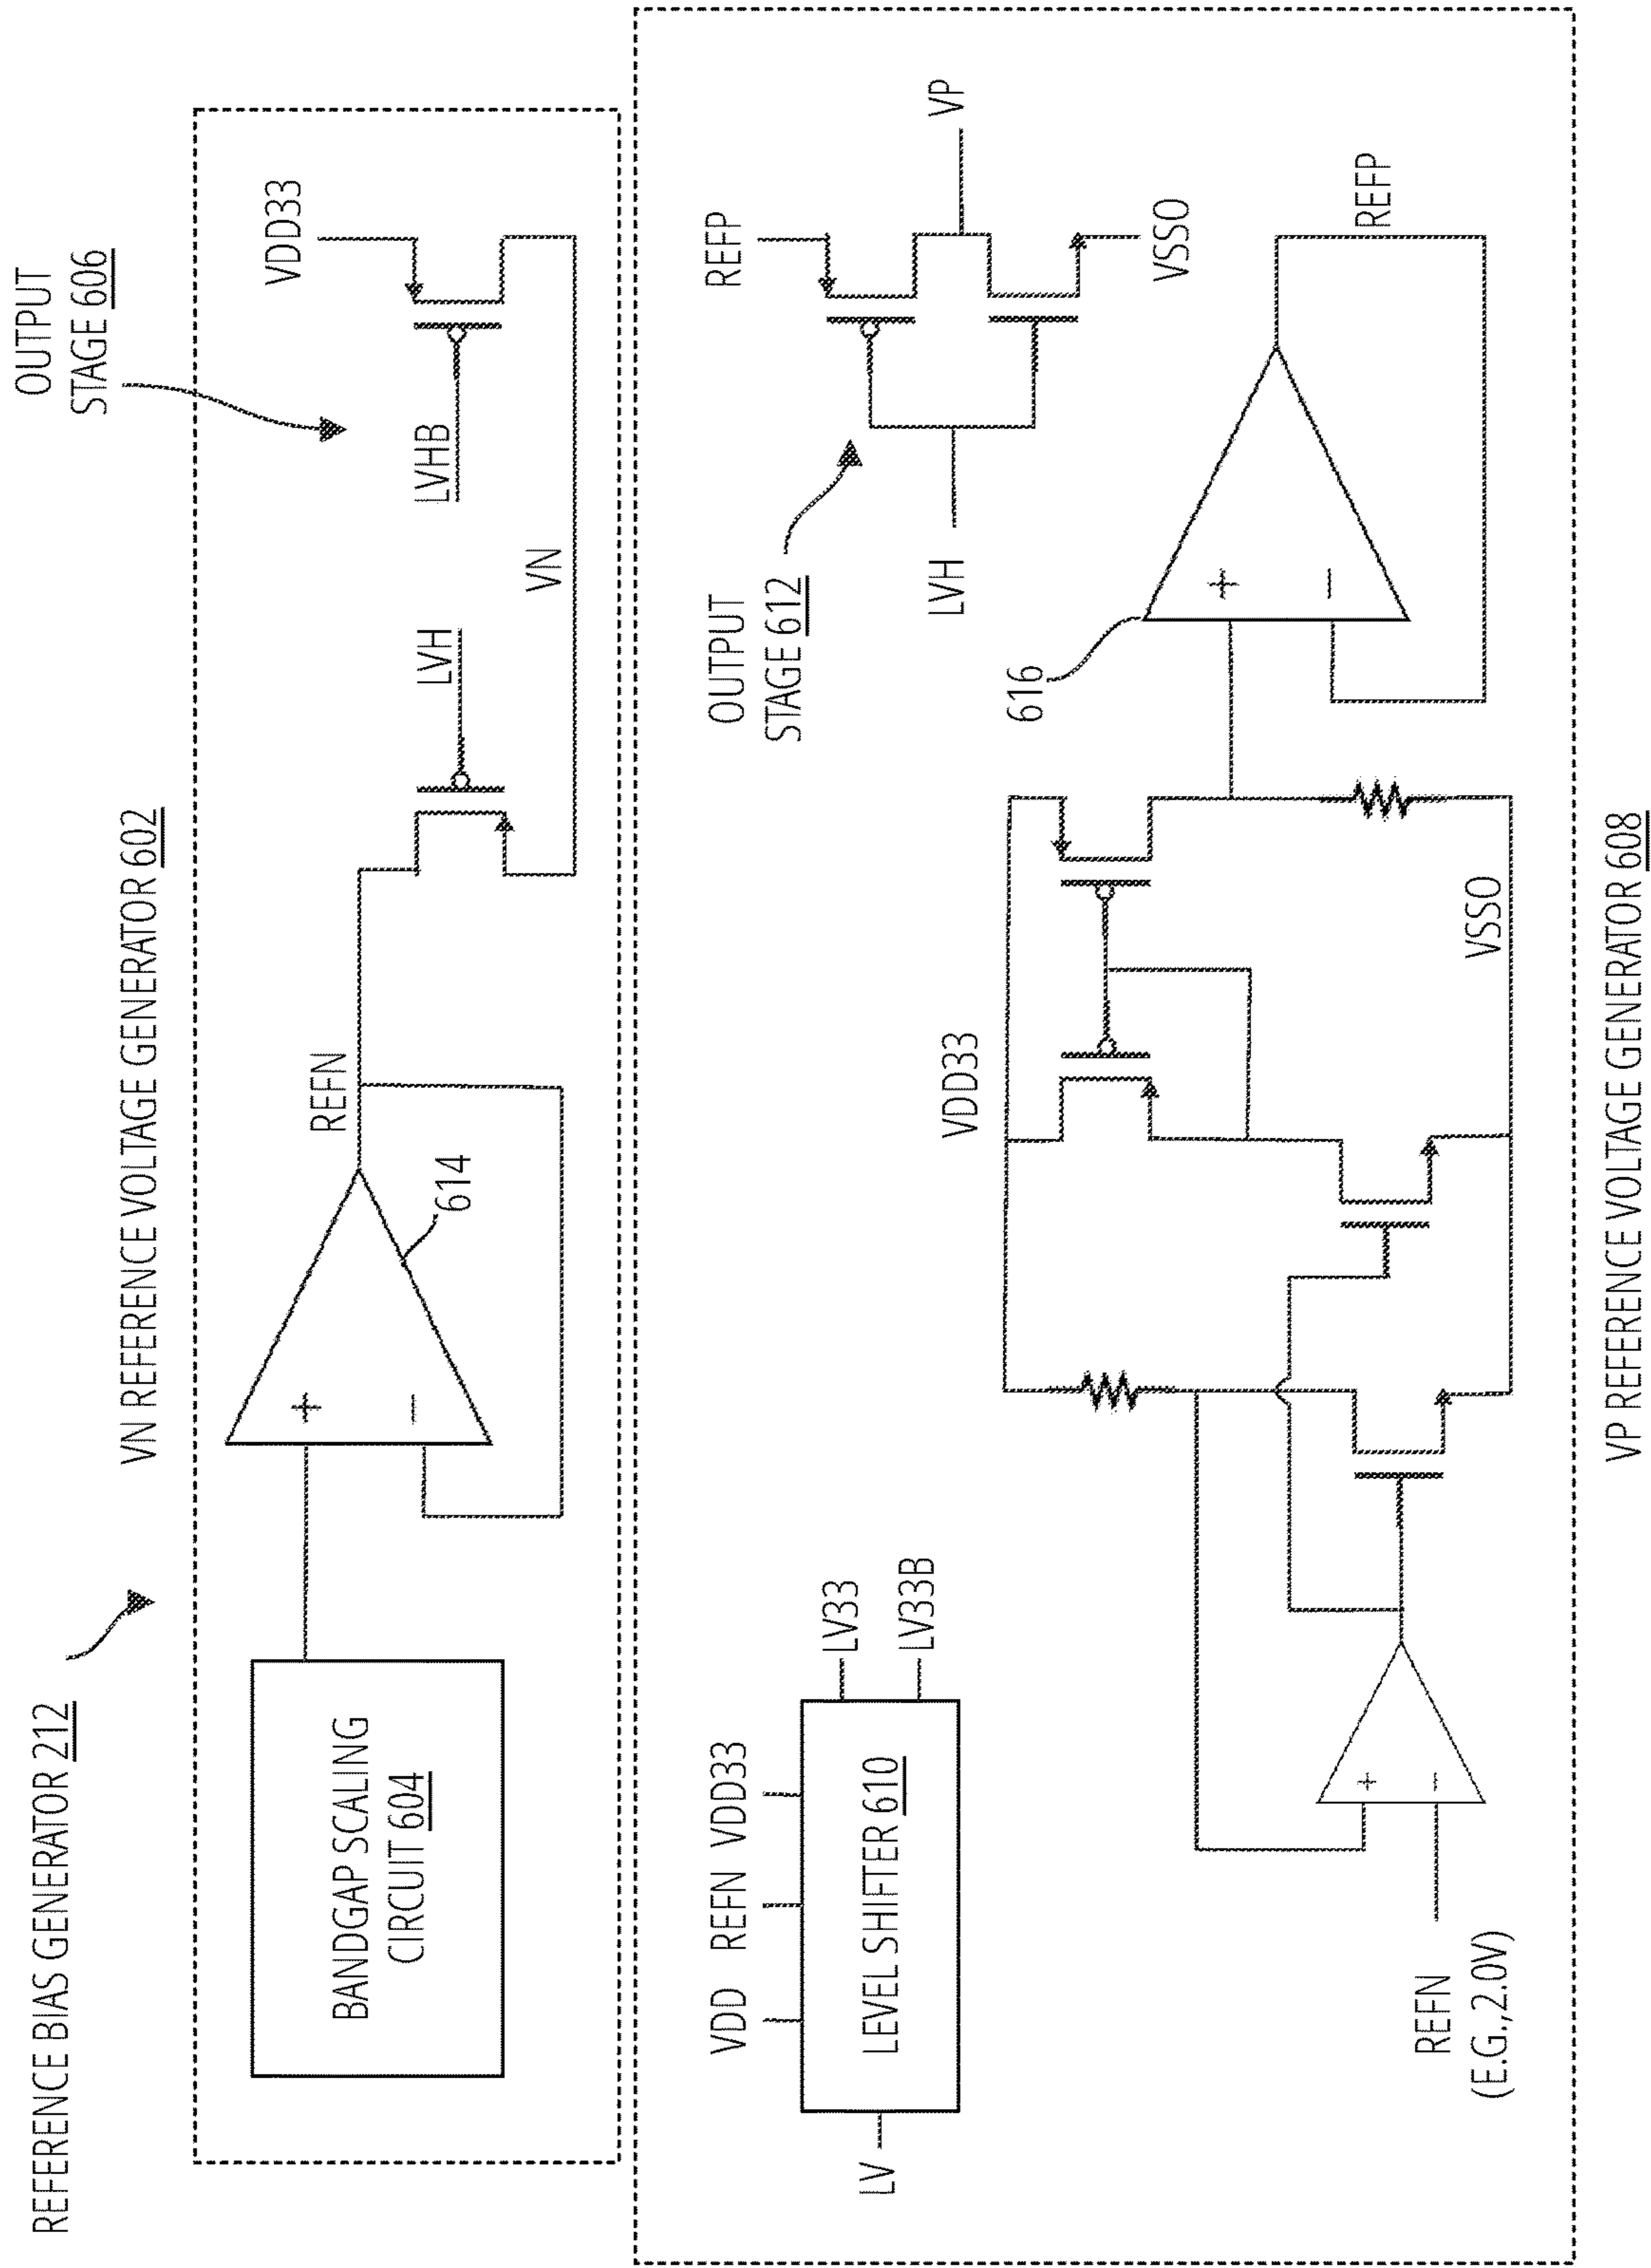 REFERENCE BIAS GENERATOR 212
VN REFERENCE VOLTAGE GENERATOR 602
OUTPUT
STAGE 606
BANDGAP SCALING
CIRCUIT 604
+
−
614
REFN
LVH
LVHB
VDD33
VN
VDD REFN VDD33
LV
LEVEL SHIFTER 610
LV33
LV33B
OUTPUT
STAGE 612
REFP
LVH
VP
VSSO
REFN
(E.G.,2.0V)
+
−
VDD33
VSSO
616
+
−
REFP
VP REFERENCE VOLTAGE GENERATOR 608